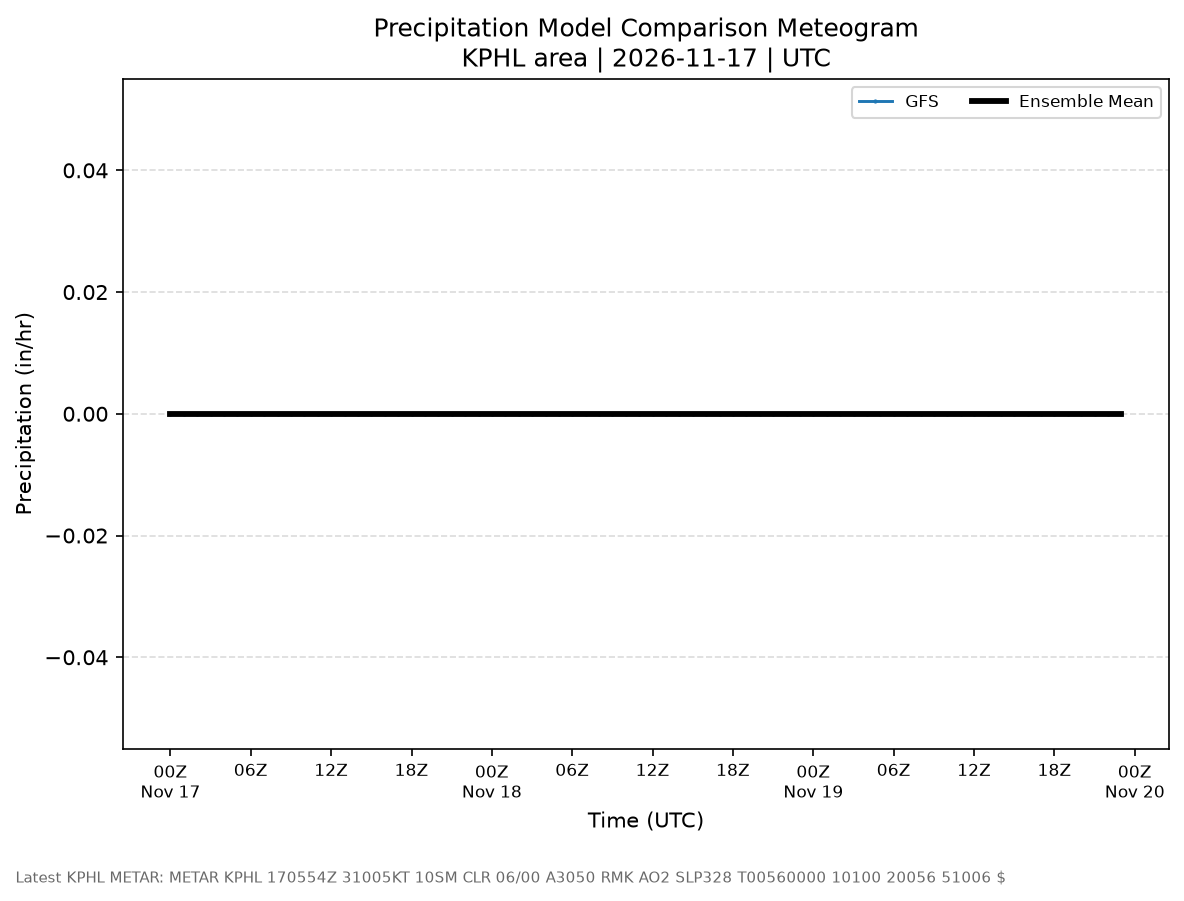 Precipitation Model Comparison Meteogram
KPHL area | 2026-11-17 | UTC
GFS Ensemble Mean
Precipitation (in/hr)
0.04
0.02
0.00
−0.02
−0.04
00Z 06Z 12Z 18Z 00Z 06Z 12Z 18Z 00Z 06Z 12Z 18Z 00Z
Nov 17 Nov 18 Nov 19 Nov 20
Time (UTC)
Latest KPHL METAR: METAR KPHL 170554Z 31005KT 10SM CLR 06/00 A3050 RMK AO2 SLP328 T00560000 10100 20056 51006 $